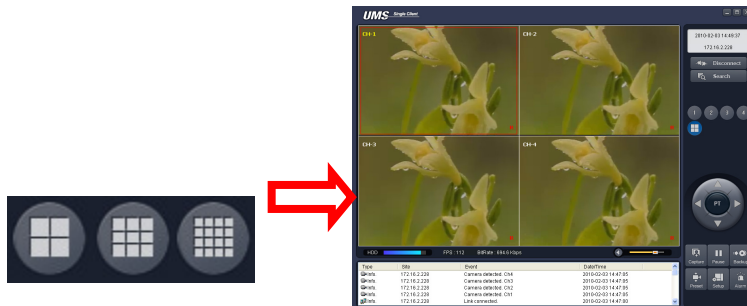 UMS Single Client
CH-1
CH-2
CH-3
CH-4
2010-02-03 14:49:37
172.16.2.228
Disconnect
Search
1 2 3 4
PT
HDD FPS : 112 BitRate : 694.6 Kbps
Capture Pause Backup
Preset Setup Alarm
Type Site Event Date/Time
Info. 172.16.2.228 Camera detected. Ch4 2010-02-03 14:47:05
Info. 172.16.2.228 Camera detected. Ch3 2010-02-03 14:47:05
Info. 172.16.2.228 Camera detected. Ch2 2010-02-03 14:47:05
Info. 172.16.2.228 Camera detected. Ch1 2010-02-03 14:47:05
Info. 172.16.2.228 Link connected. 2010-02-03 14:47:00